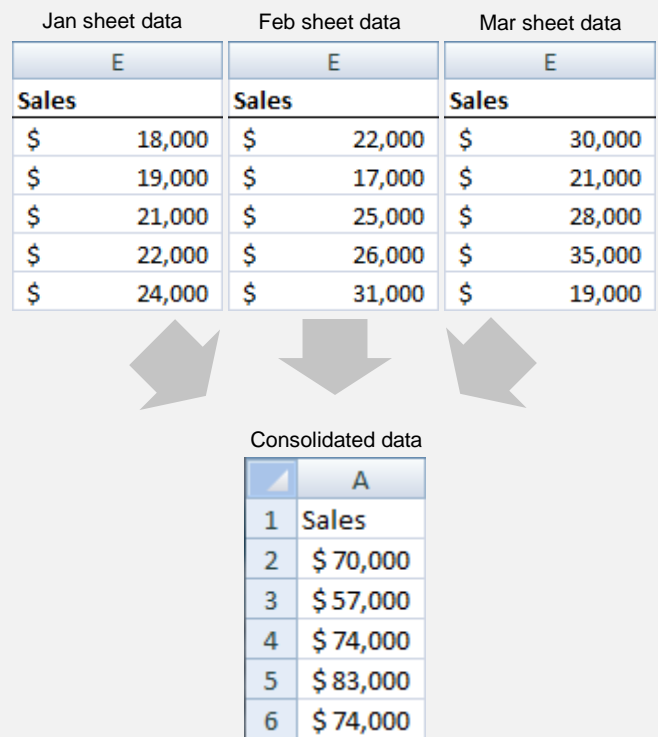 Jan sheet data Feb sheet data Mar sheet data
E E E
Sales Sales Sales
$ 18,000 $ 22,000 $ 30,000
$ 19,000 $ 17,000 $ 21,000
$ 21,000 $ 25,000 $ 28,000
$ 22,000 $ 26,000 $ 35,000
$ 24,000 $ 31,000 $ 19,000
Consolidated data
A
1 Sales
2 $ 70,000
3 $ 57,000
4 $ 74,000
5 $ 83,000
6 $ 74,000